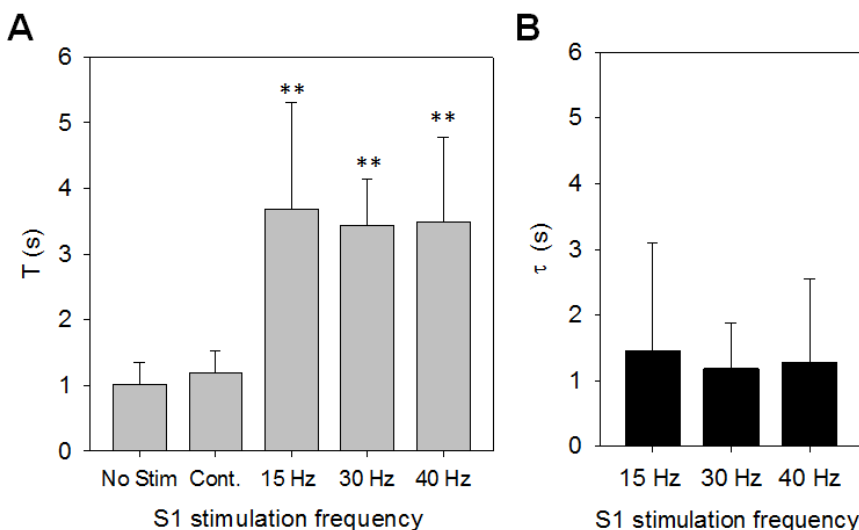 A
6
5
4
3
2
1
0
T (s)
**
**
**
No Stim Cont. 15 Hz 30 Hz 40 Hz
S1 stimulation frequency
B
6
5
4
3
2
1
0
τ (s)
15 Hz 30 Hz 40 Hz
S1 stimulation frequency